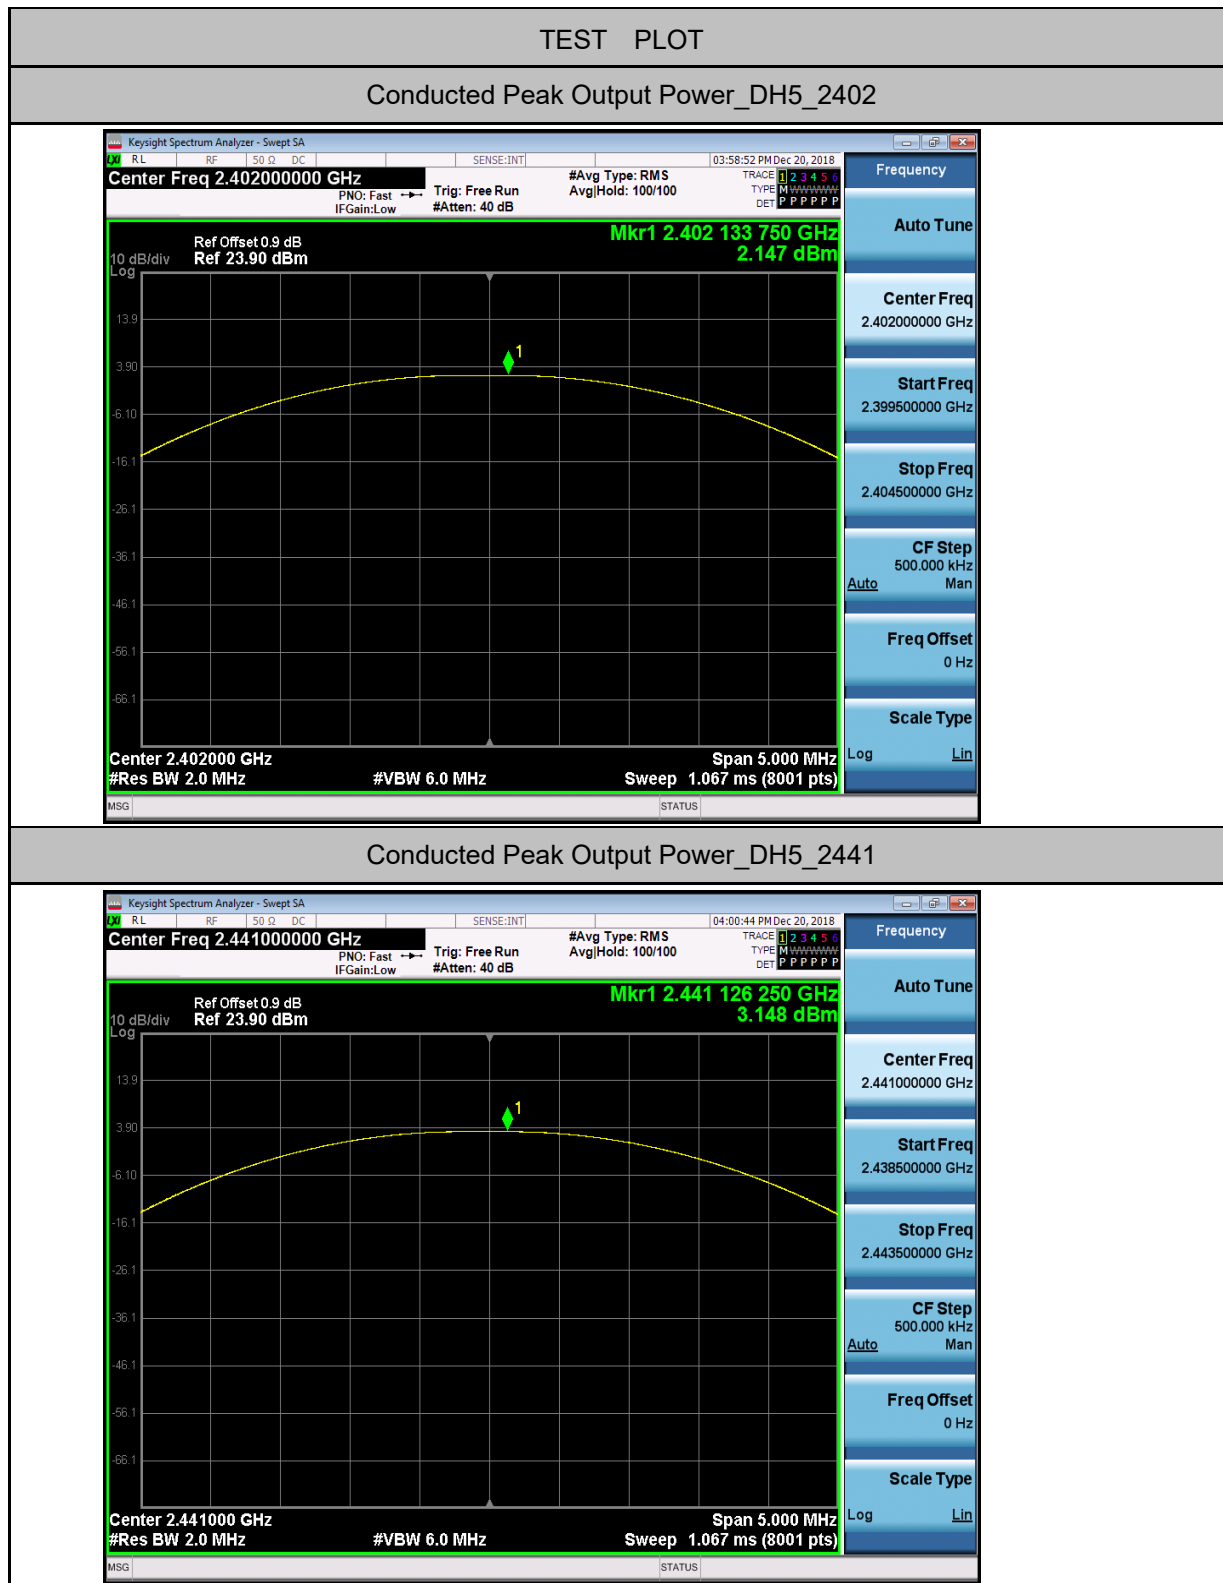 TEST PLOT
Conducted Peak Output Power_DH5_2402
Keysight Spectrum Analyzer - Swept SA
LXI RL RF 50 Ω DC SENSE:INT 03:58:52 PM Dec 20, 2018
Center Freq 2.402000000 GHz
PNO: Fast
IFGain:Low
Trig: Free Run
#Atten: 40 dB
#Avg Type: RMS
Avg|Hold: 100/100
TRACE 1 2 3 4 5 6
TYPE M WWWWW
DET P P P P P P
Frequency
Ref Offset 0.9 dB
10 dB/div Ref 23.90 dBm
Log
Mkr1 2.402 133 750 GHz
2.147 dBm
1
13.9
3.90
-6.10
-16.1
-26.1
-36.1
-46.1
-56.1
-66.1
Center 2.402000 GHz Span 5.000 MHz
#Res BW 2.0 MHz #VBW 6.0 MHz Sweep 1.067 ms (8001 pts)
Auto Tune
Center Freq
2.402000000 GHz
Start Freq
2.399500000 GHz
Stop Freq
2.404500000 GHz
CF Step
500.000 kHz
Auto Man
Freq Offset
0 Hz
Scale Type
Log Lin
MSG STATUS
Conducted Peak Output Power_DH5_2441
Keysight Spectrum Analyzer - Swept SA
LXI RL RF 50 Ω DC SENSE:INT 04:00:44 PM Dec 20, 2018
Center Freq 2.441000000 GHz
PNO: Fast
IFGain:Low
Trig: Free Run
#Atten: 40 dB
#Avg Type: RMS
Avg|Hold: 100/100
TRACE 1 2 3 4 5 6
TYPE M WWWWW
DET P P P P P P
Frequency
Ref Offset 0.9 dB
10 dB/div Ref 23.90 dBm
Log
Mkr1 2.441 126 250 GHz
3.148 dBm
1
13.9
3.90
-6.10
-16.1
-26.1
-36.1
-46.1
-56.1
-66.1
Center 2.441000 GHz Span 5.000 MHz
#Res BW 2.0 MHz #VBW 6.0 MHz Sweep 1.067 ms (8001 pts)
Auto Tune
Center Freq
2.441000000 GHz
Start Freq
2.438500000 GHz
Stop Freq
2.443500000 GHz
CF Step
500.000 kHz
Auto Man
Freq Offset
0 Hz
Scale Type
Log Lin
MSG STATUS